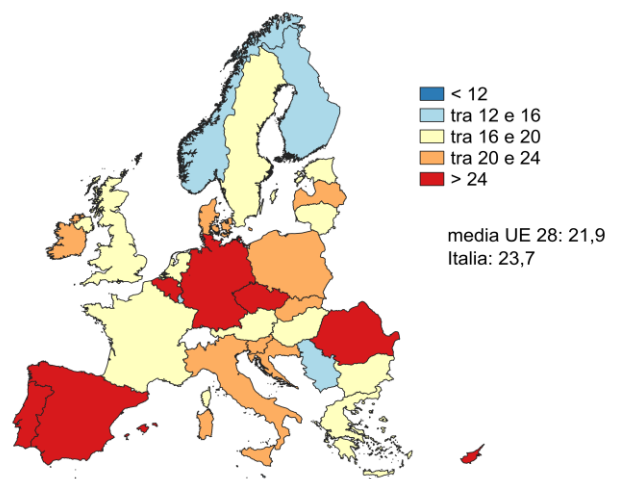 < 12
tra 12 e 16
tra 16 e 20
tra 20 e 24
> 24
media UE 28: 21,9
Italia: 23,7